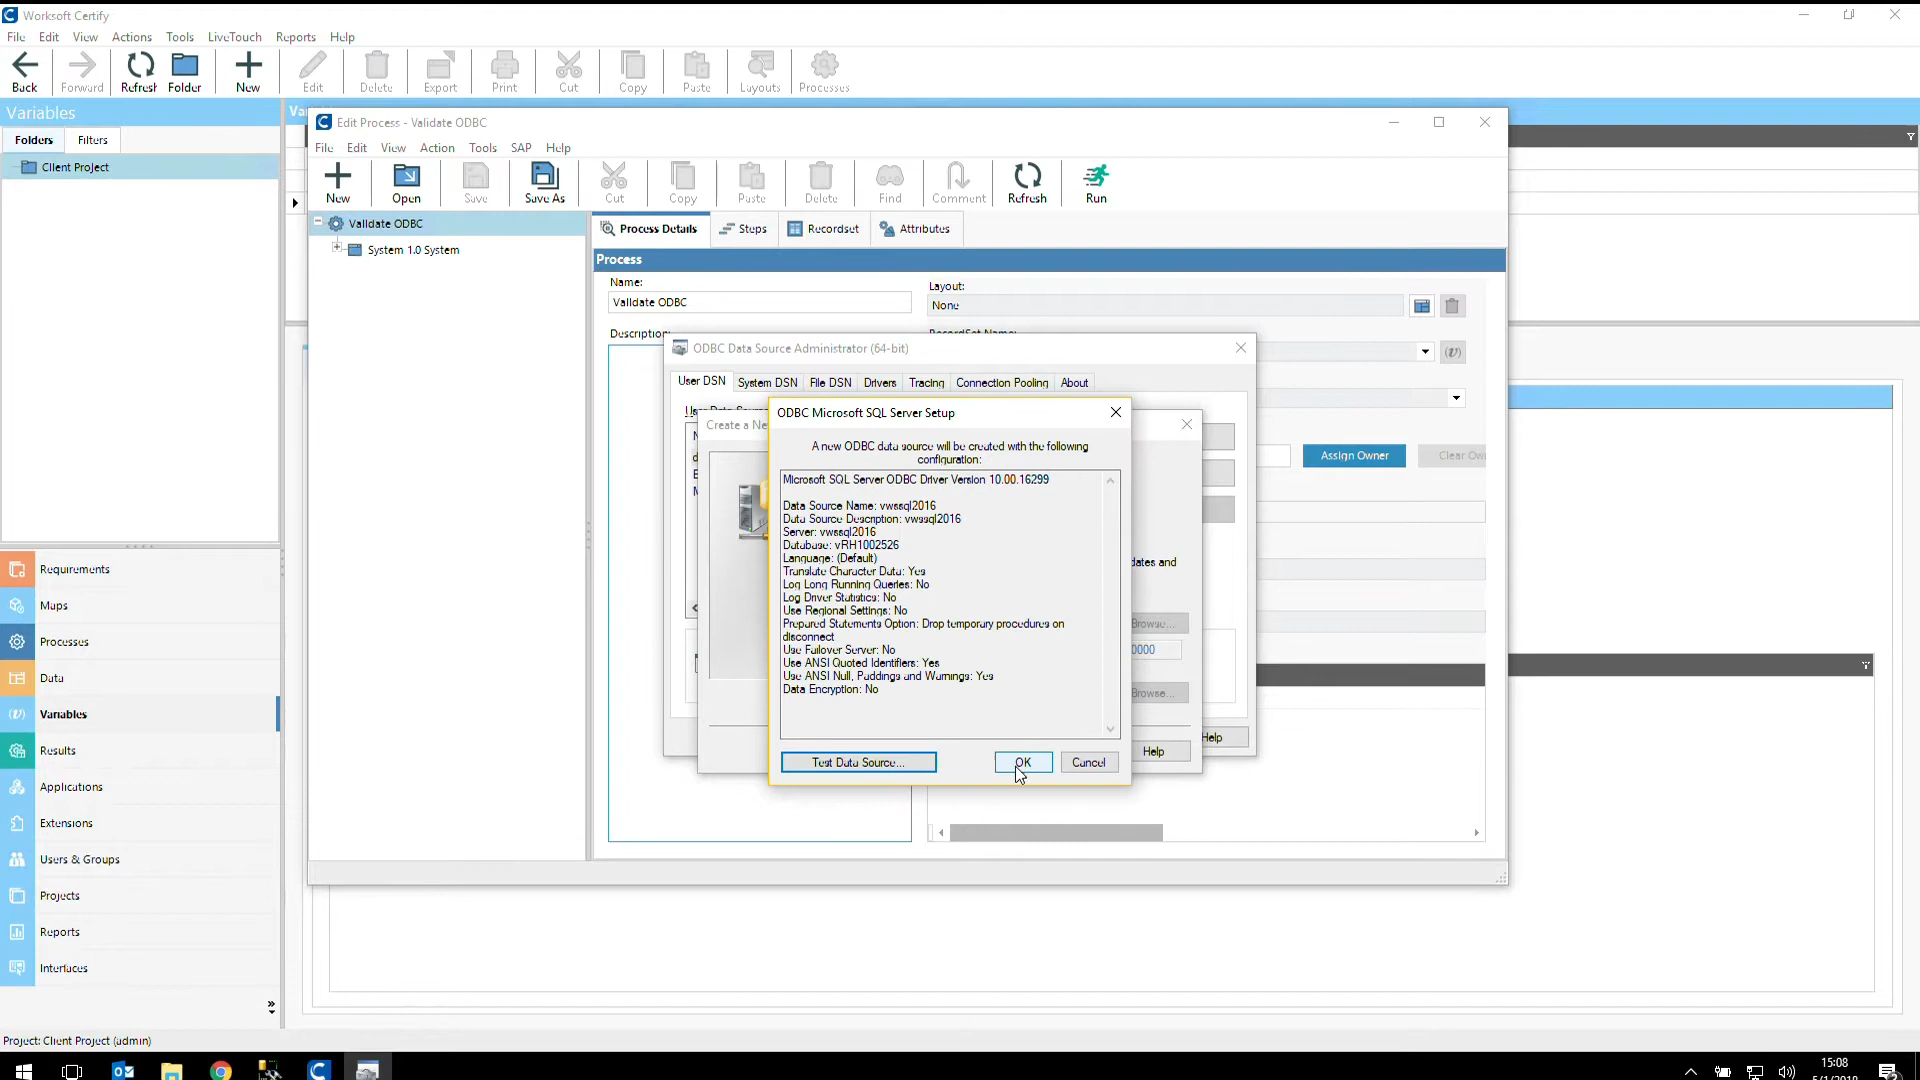 Worksoft Certify
File Edit View Actions Tools LiveTouch Reports Help
Back Forward Refresh Folder New Edit Delete Export Print Cut Copy Paste Layouts Processes
Variables
Folders Filters
Client Project
Requirements
Maps
Processes
Data
Variables
Results
Applications
Extensions
Users & Groups
Projects
Reports
Interfaces
Project: Client Project (admin)
Edit Process - Validate ODBC
File Edit View Action Tools SAP Help
New Open Save Save As Cut Copy Paste Delete Find Comment Refresh Run
Validate ODBC
System 1.0 System
Process Details Steps Recordset Attributes
Process
Name:
Validate ODBC
Description:
Layout:
None
RecordSet Name:
Assign Owner Clear Own
ODBC Data Source Administrator (64-bit)
User DSN System DSN File DSN Drivers Tracing Connection Pooling About
Help
Create a Ne
dates and
Browse...
0000
Browse...
Help
ODBC Microsoft SQL Server Setup
A new ODBC data source will be created with the following
configuration:
Microsoft SQL Server ODBC Driver Version 10.00.16299
Data Source Name: vwssql2016
Data Source Description: vwssql2016
Server: vwssql2016
Database: vRH1002526
Language: (Default)
Translate Character Data: Yes
Log Long Running Queries: No
Log Driver Statistics: No
Use Regional Settings: No
Prepared Statements Option: Drop temporary procedures on
disconnect
Use Failover Server: No
Use ANSI Quoted Identifiers: Yes
Use ANSI Null, Paddings and Warnings: Yes
Data Encryption: No
Test Data Source... OK Cancel
15:08